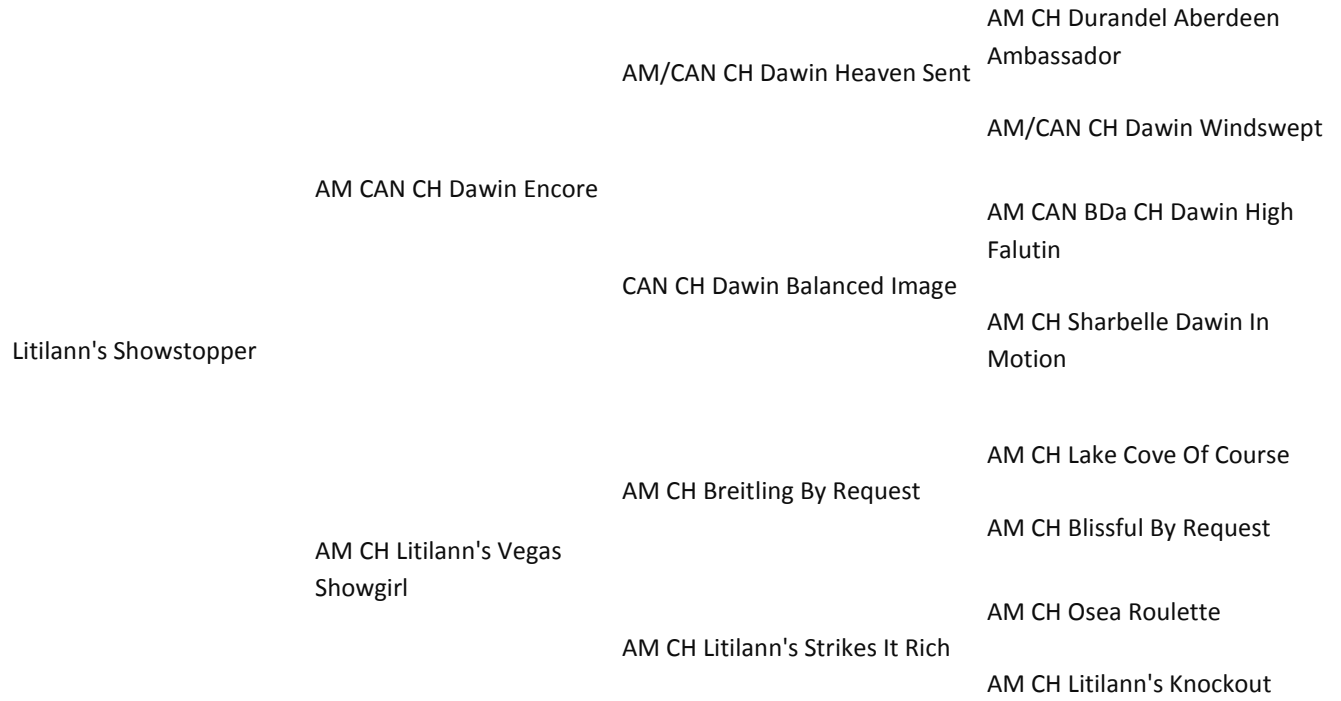 AM CH Durandel Aberdeen
Ambassador
AM/CAN CH Dawin Heaven Sent
AM/CAN CH Dawin Windswept
AM CAN CH Dawin Encore
AM CAN BDa CH Dawin High
Falutin
CAN CH Dawin Balanced Image
AM CH Sharbelle Dawin In
Motion
Litilann's Showstopper
AM CH Lake Cove Of Course
AM CH Breitling By Request
AM CH Blissful By Request
AM CH Litilann's Vegas
Showgirl
AM CH Osea Roulette
AM CH Litilann's Strikes It Rich
AM CH Litilann's Knockout